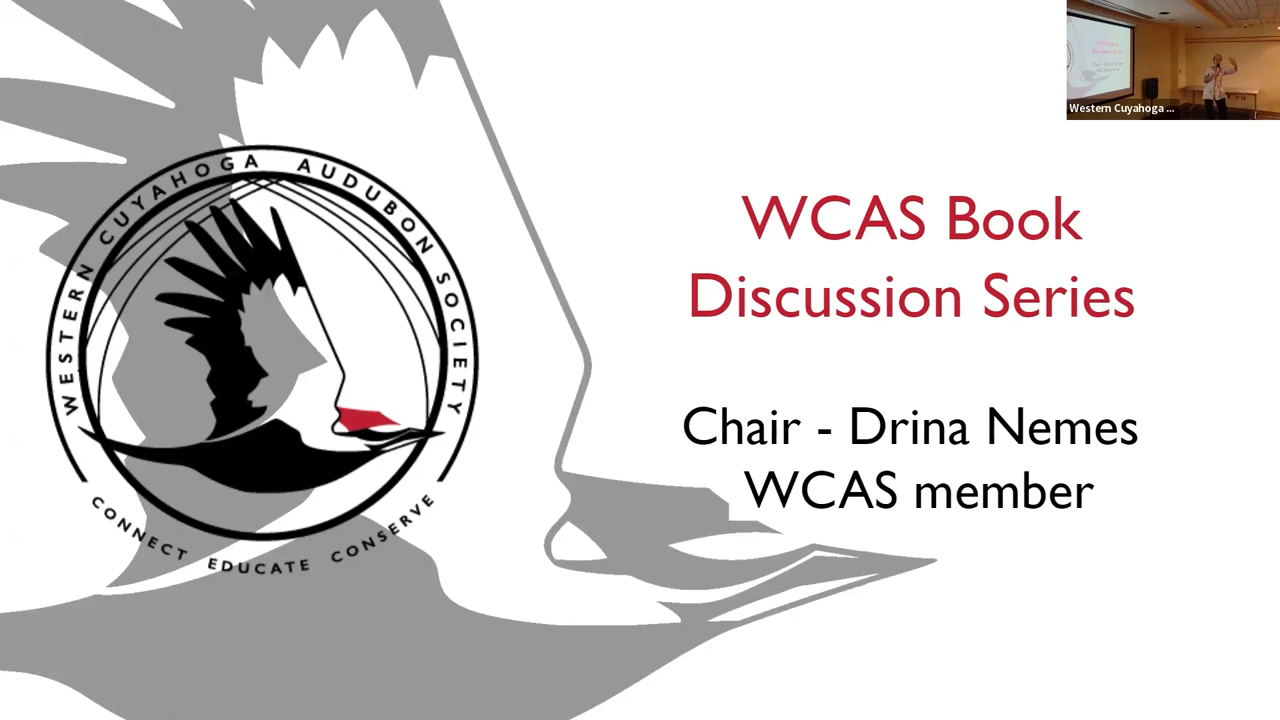 Western Cuyahoga ...
WESTERN CUYAHOGA AUDUBON SOCIETY
CONNECT EDUCATE CONSERVE
WCAS Book
Discussion Series
Chair - Drina Nemes
WCAS member